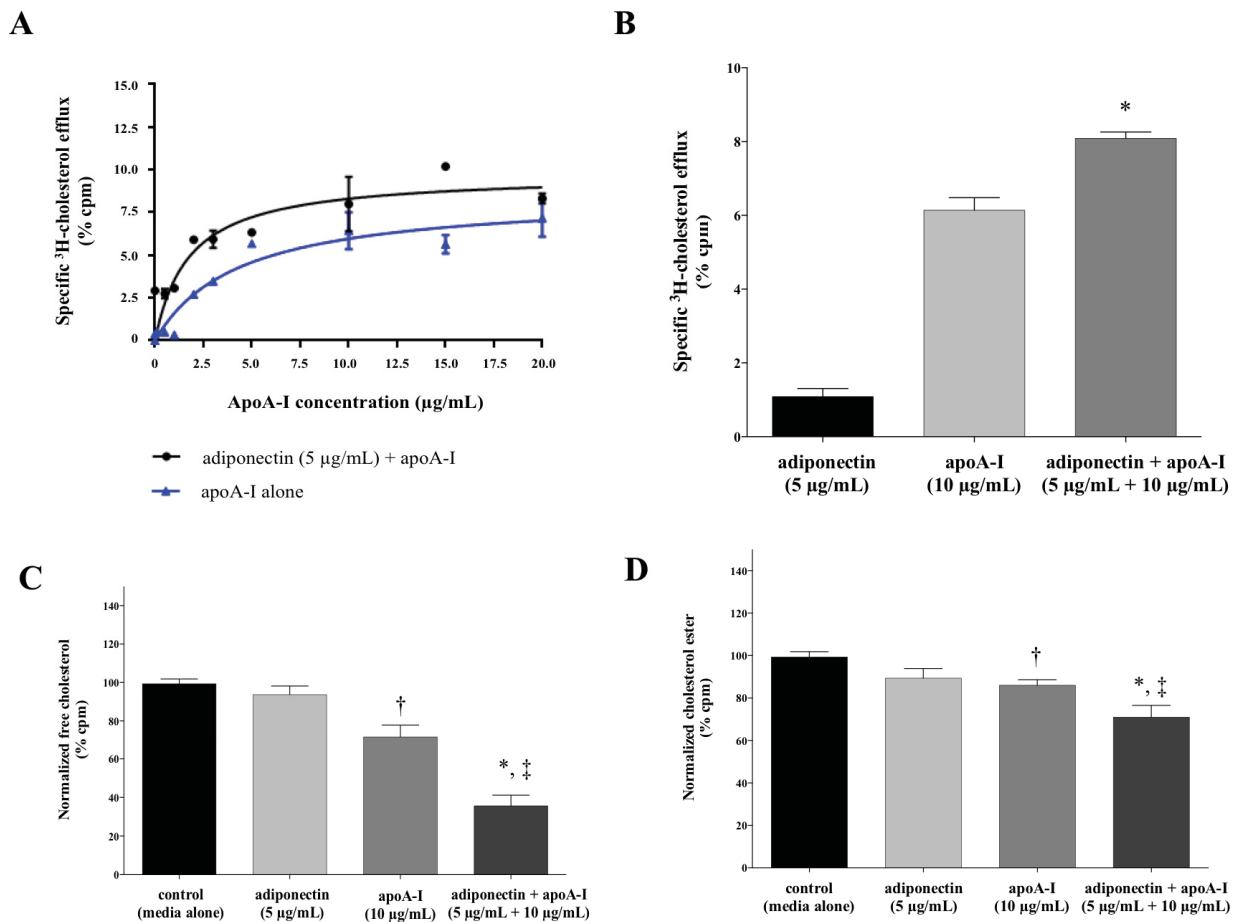 A
Specific ³H-cholesterol efflux
(% cpm)
15.0
12.5
10.0
7.5
5.0
2.5
0
0 2.5 5.0 7.5 10.0 12.5 15.0 17.5 20.0
ApoA-I concentration (µg/mL)
adiponectin (5 µg/mL) + apoA-I
apoA-I alone
B
Specific ³H-cholesterol efflux
(% cpm)
10
8
6
4
2
0
*
adiponectin apoA-I adiponectin + apoA-I
(5 µg/mL) (10 µg/mL) (5 µg/mL + 10 µg/mL)
C
Normalized free cholesterol
(% cpm)
140
120
100
80
60
40
20
0
†
*, ‡
control adiponectin apoA-I adiponectin + apoA-I
(media alone) (5 µg/mL) (10 µg/mL) (5 µg/mL + 10 µg/mL)
D
Normalized cholesterol ester
(% cpm)
140
120
100
80
60
40
20
0
†
*, ‡
control adiponectin apoA-I adiponectin + apoA-I
(media alone) (5 µg/mL) (10 µg/mL) (5 µg/mL + 10 µg/mL)